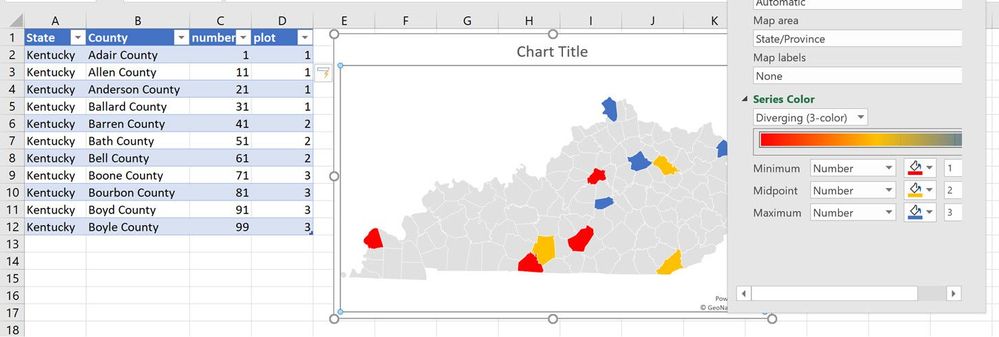 Automatic
A B C D E F G H I J K
Map area
1 State County number plot
State/Province
2 Kentucky Adair County 1 1
Chart Title
Map labels
3 Kentucky Allen County 11 1
None
4 Kentucky Anderson County 21 1
Series Color
5 Kentucky Ballard County 31 1
Diverging (3-color)
6 Kentucky Barren County 41 2
7 Kentucky Bath County 51 2
8 Kentucky Bell County 61 2
9 Kentucky Boone County 71 3
Minimum Number 1
10 Kentucky Bourbon County 81 3
Midpoint Number 2
11 Kentucky Boyd County 91 3
Maximum Number 3
12 Kentucky Boyle County 99 3
13
14
15
16
17
© GeoNa
18